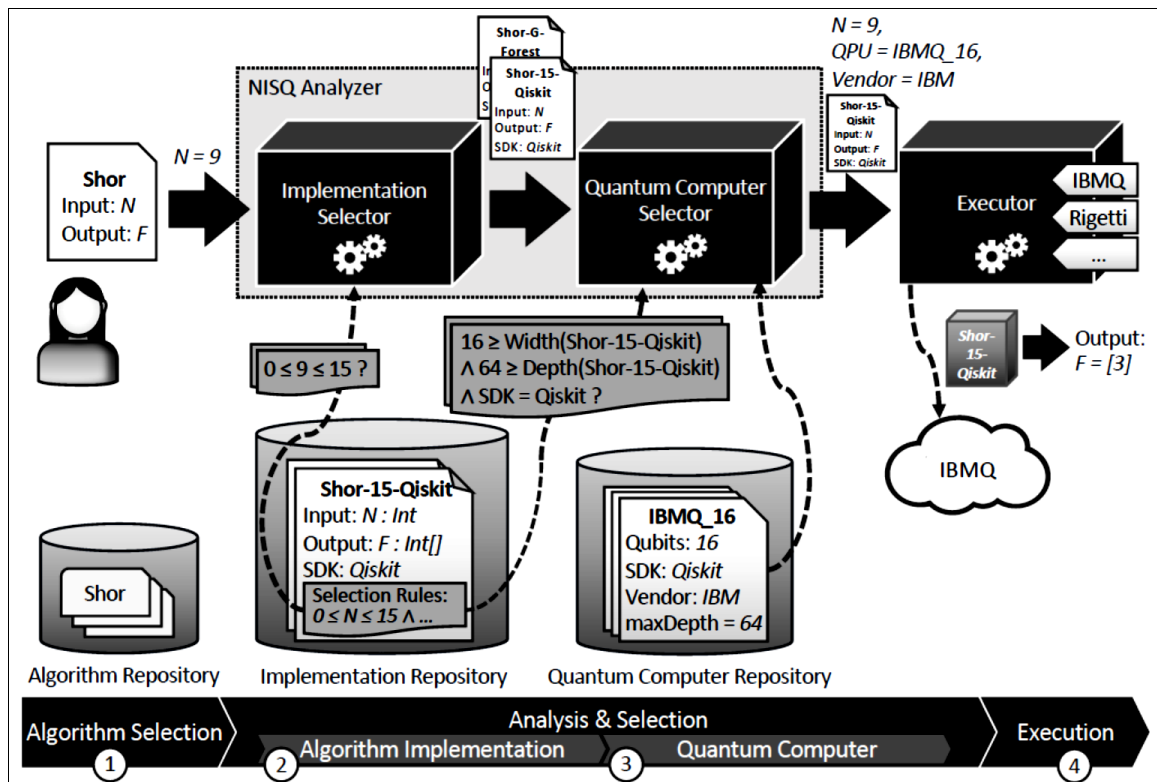 Shor
Input: N
Output: F
N = 9
NISQ Analyzer
Implementation
Selector
Shor-G-
Forest
In
O
S
Shor-15-
Qiskit
Input: N
Output: F
SDK: Qiskit
Quantum Computer
Selector
N = 9,
QPU = IBMQ_16,
Vendor = IBM
Shor-15-
Qiskit
Input: N
Output: F
SDK: Qiskit
Executor
IBMQ
Rigetti
...
0 ≤ 9 ≤ 15 ?
16 ≥ Width(Shor-15-Qiskit)
∧ 64 ≥ Depth(Shor-15-Qiskit)
∧ SDK = Qiskit ?
Shor-
15-
Qiskit
Output:
F = [3]
IBMQ
Shor
Algorithm Repository
Shor-15-Qiskit
Input: N : Int
Output: F : Int[]
SDK: Qiskit
Selection Rules:
0 ≤ N ≤ 15 ∧ ...
Implementation Repository
IBMQ_16
Qubits: 16
SDK: Qiskit
Vendor: IBM
maxDepth = 64
Quantum Computer Repository
Algorithm Selection
1
Analysis & Selection
2
Algorithm Implementation
3
Quantum Computer
Execution
4